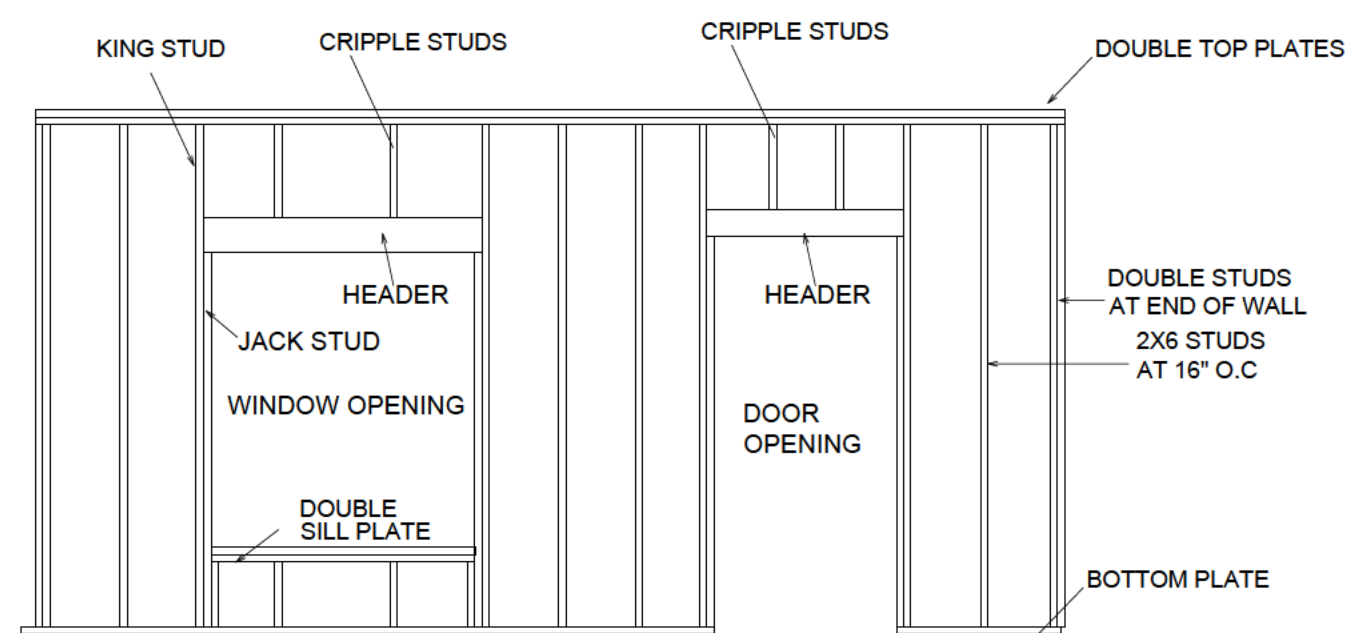 KING STUD
CRIPPLE STUDS
CRIPPLE STUDS
DOUBLE TOP PLATES
HEADER
HEADER
DOUBLE STUDS
AT END OF WALL
JACK STUD
2X6 STUDS
AT 16" O.C
WINDOW OPENING
DOOR
OPENING
DOUBLE
SILL PLATE
BOTTOM PLATE